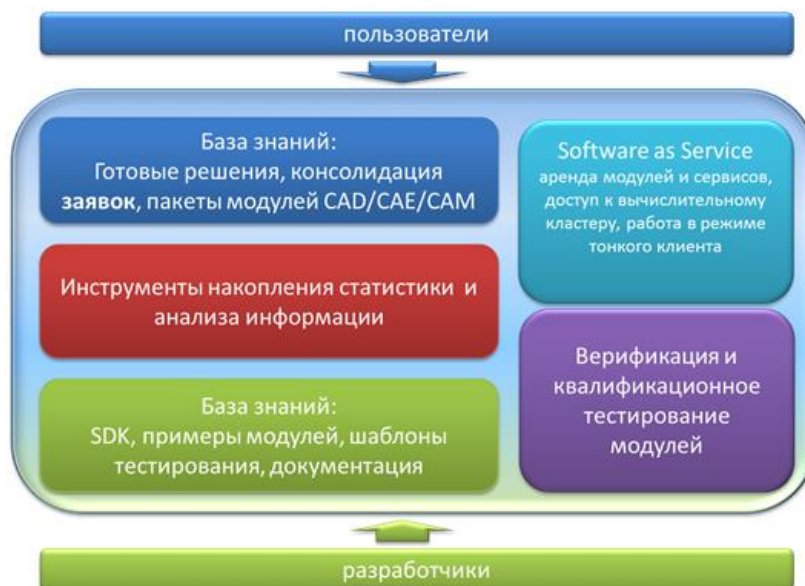 пользователи
База знаний:
Готовые решения, консолидация
заявок, пакеты модулей CAD/CAE/CAM
Инструменты накопления статистики и
анализа информации
База знаний:
SDK, примеры модулей, шаблоны
тестирования, документация
Software as Service
аренда модулей и сервисов,
доступ к вычислительному
кластеру, работа в режиме
тонкого клиента
Верификация и
квалификационное
тестирование
модулей
разработчики